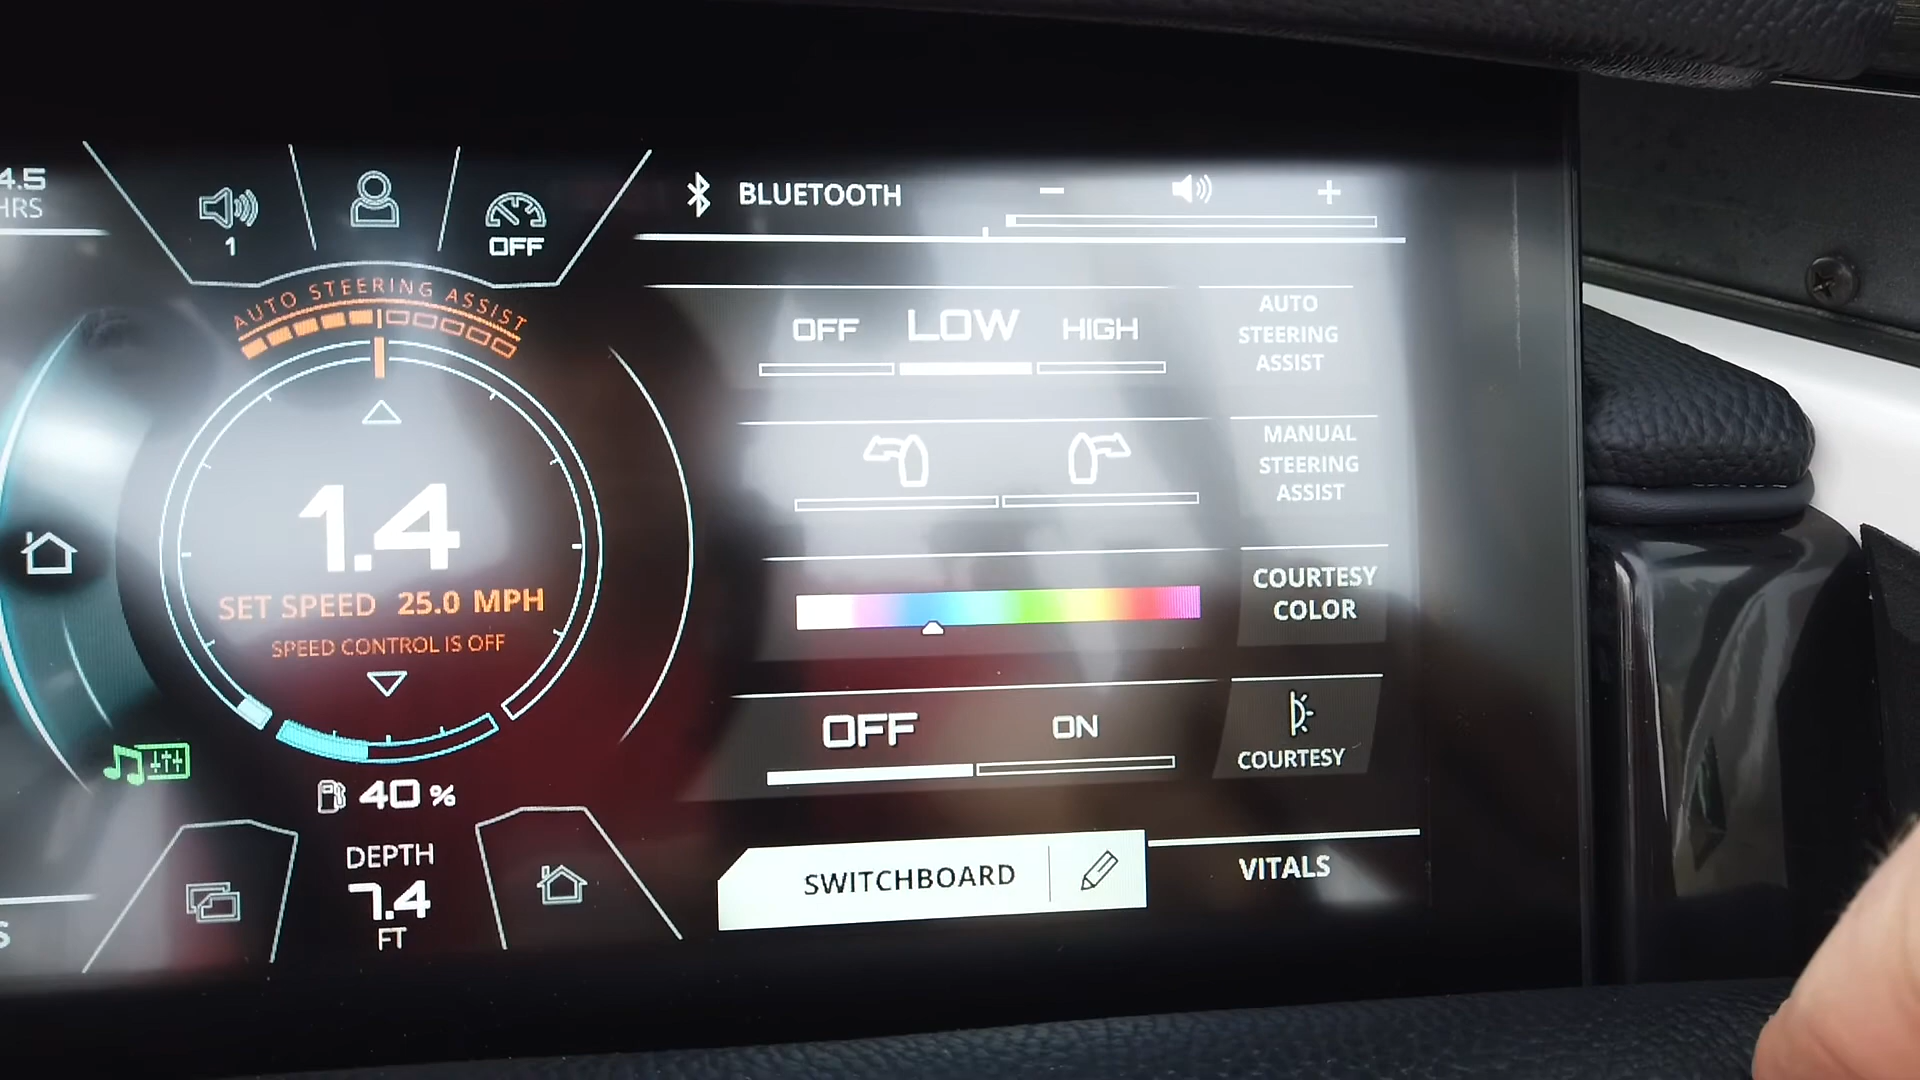 4.5
HRS
1
OFF
BLUETOOTH
AUTO STEERING ASSIST
OFF
LOW
HIGH
AUTO
STEERING
ASSIST
MANUAL
STEERING
ASSIST
1.4
SET SPEED 25.0 MPH
SPEED CONTROL IS OFF
COURTESY
COLOR
OFF
ON
COURTESY
40 %
DEPTH
7.4
FT
SWITCHBOARD
VITALS
S